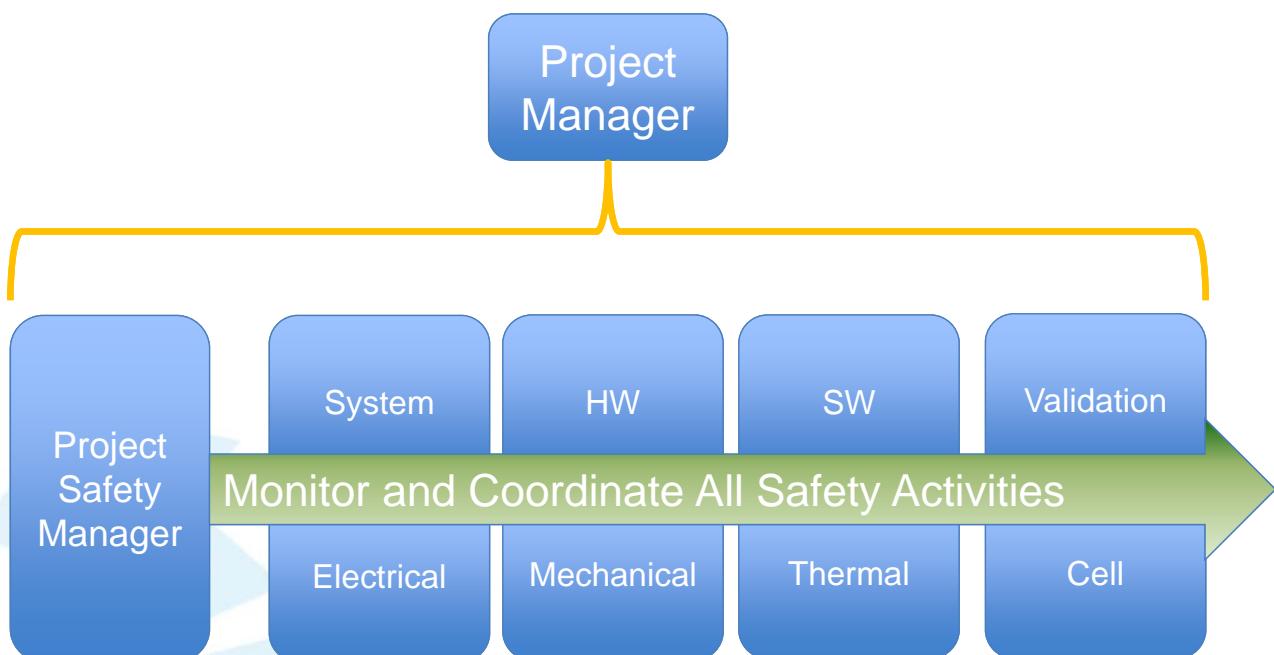 Project
Manager
Project
Safety
Manager
System
HW
SW
Validation
Monitor and Coordinate All Safety Activities
Electrical
Mechanical
Thermal
Cell